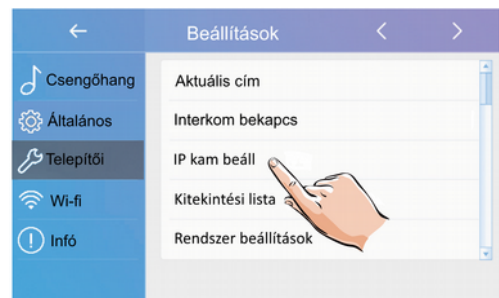 Beállítások
Csengőhang
Általános
Telepítői
Wi-fi
Infó
Aktuális cím
Interkom bekapcs
IP kam beáll
Kitekintési lista
Rendszer beállítások